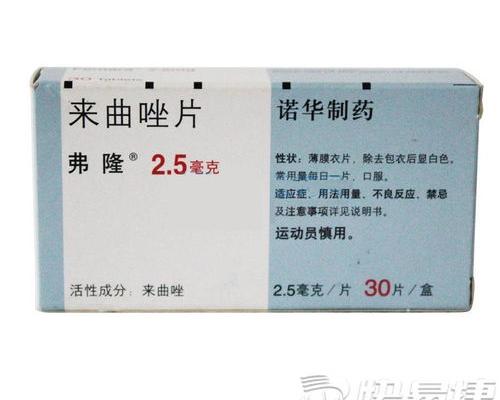 来曲唑片
弗隆® 2.5毫克
活性成分：来曲唑
诺华制药
性状：薄膜衣片，除去包衣后显白色。
常用量每日一片，口服。
适应症、用法用量、不良反应、禁忌
及注意事项详见说明书。
运动员慎用。
2.5毫克/片 30片/盒